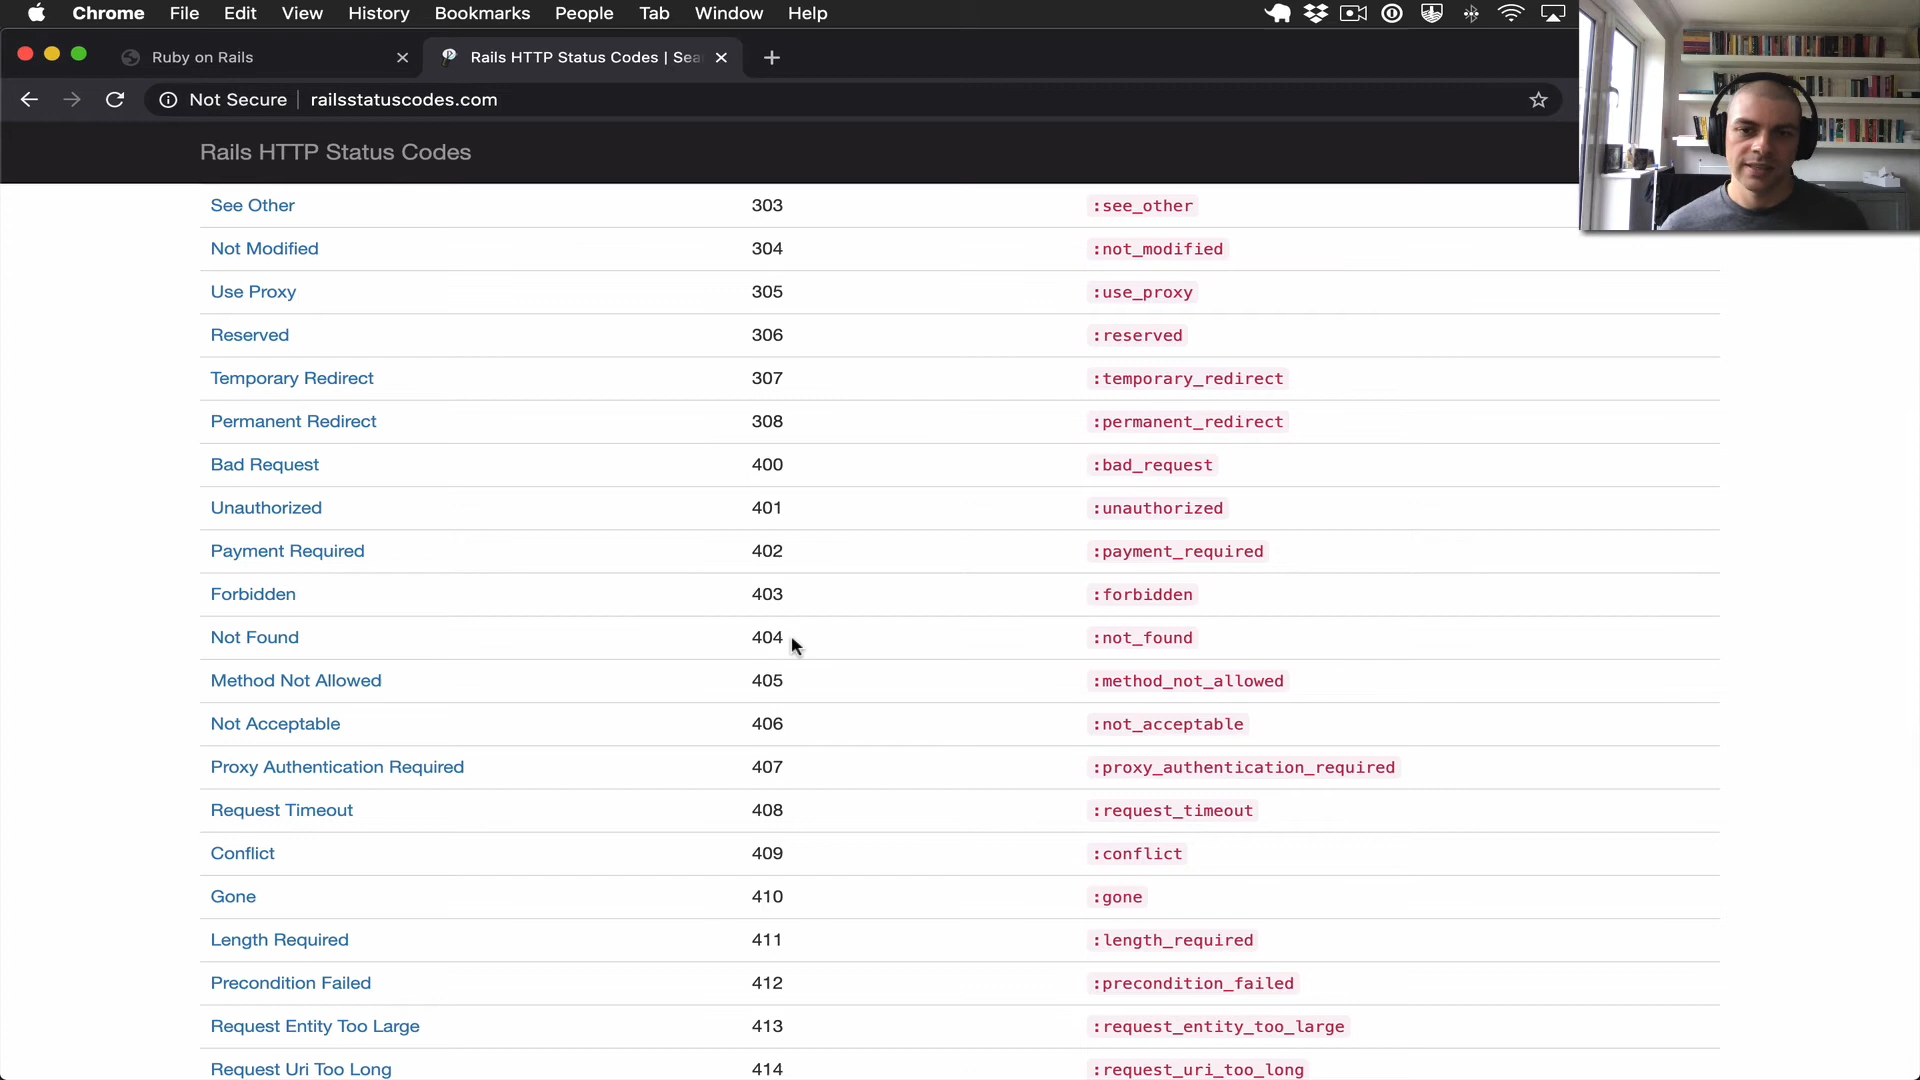 Chrome File Edit View History Bookmarks People Tab Window Help
Ruby on Rails
Rails HTTP Status Codes | Sea
Not Secure | railsstatuscodes.com
Rails HTTP Status Codes
See Other 303 :see_other
Not Modified 304 :not_modified
Use Proxy 305 :use_proxy
Reserved 306 :reserved
Temporary Redirect 307 :temporary_redirect
Permanent Redirect 308 :permanent_redirect
Bad Request 400 :bad_request
Unauthorized 401 :unauthorized
Payment Required 402 :payment_required
Forbidden 403 :forbidden
Not Found 404 :not_found
Method Not Allowed 405 :method_not_allowed
Not Acceptable 406 :not_acceptable
Proxy Authentication Required 407 :proxy_authentication_required
Request Timeout 408 :request_timeout
Conflict 409 :conflict
Gone 410 :gone
Length Required 411 :length_required
Precondition Failed 412 :precondition_failed
Request Entity Too Large 413 :request_entity_too_large
Request Uri Too Long 414 :request_uri_too_long